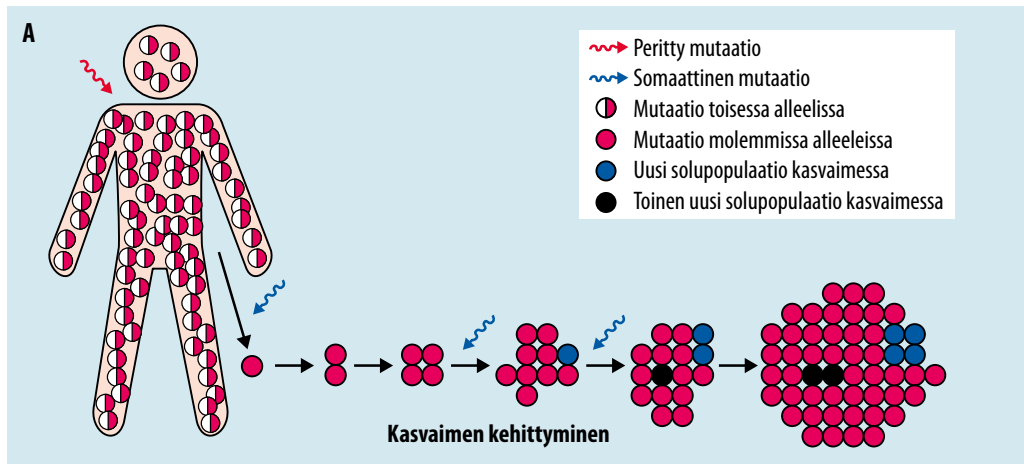 A
Peritty mutaatio
Somaattinen mutaatio
Mutaatio toisessa alleelissa
Mutaatio molemmissa alleeleissa
Uusi solupopulaatio kasvaimessa
Toinen uusi solupopulaatio kasvaimessa
Kasvaimen kehittyminen